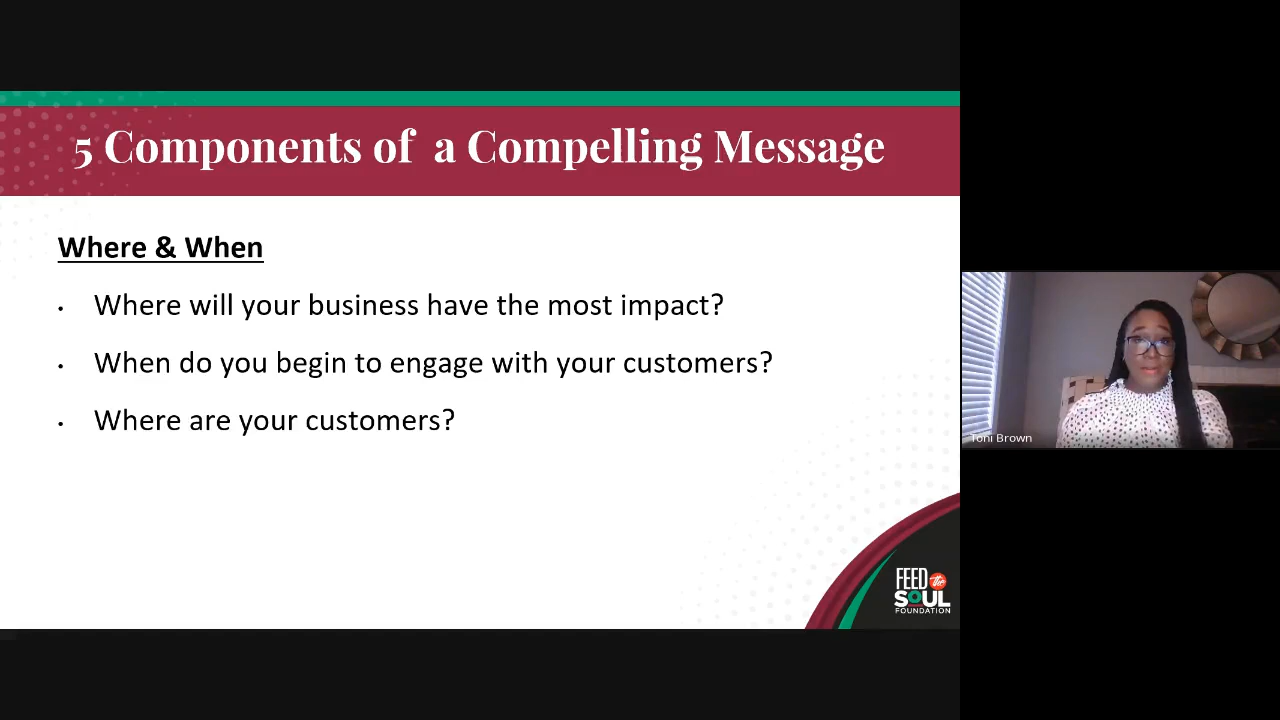 5 Components of  a Compelling Message
Where & When
• Where will your business have the most impact?
• When do you begin to engage with your customers?
• Where are your customers?
FEED the
SOUL
FOUNDATION
Toni Brown